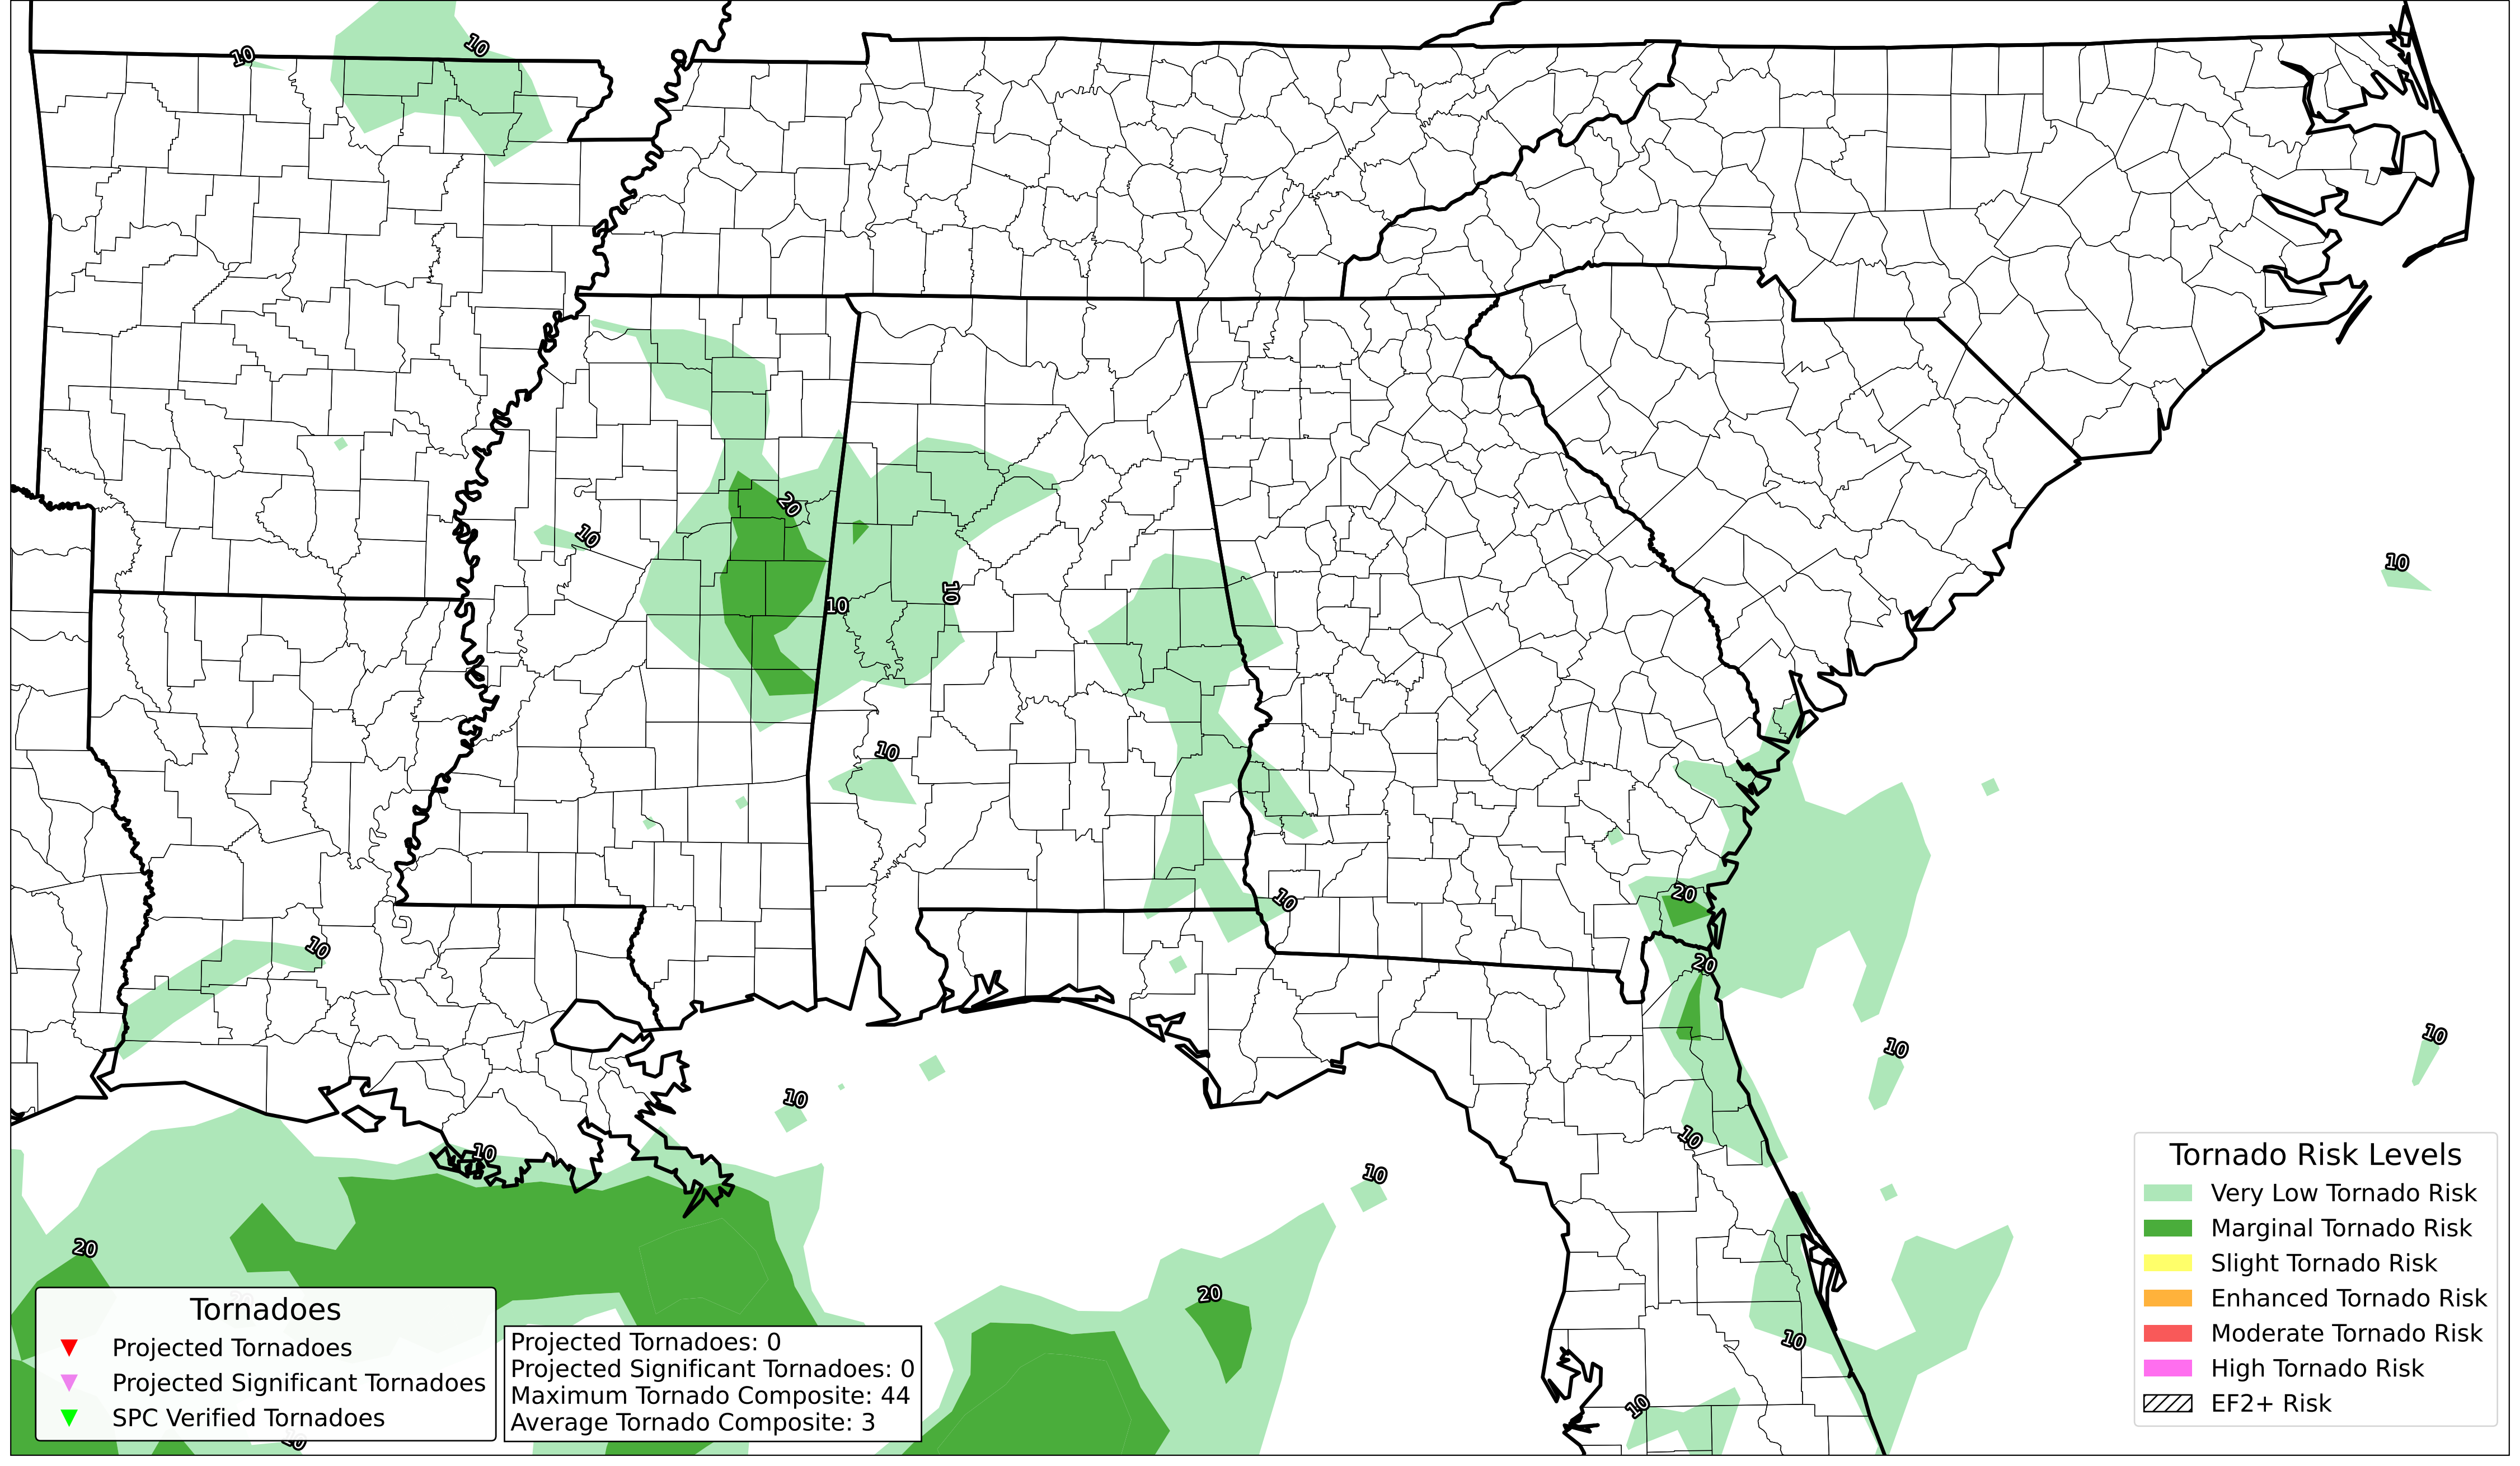 10
10
20
10
10
10
10
10
10
20
10
20
10
10
10
10
10
10
10
20
20
10
10
Tornado Risk Levels
Very Low Tornado Risk
Marginal Tornado Risk
Slight Tornado Risk
Enhanced Tornado Risk
Moderate Tornado Risk
High Tornado Risk
EF2+ Risk
Tornadoes
Projected Tornadoes
Projected Significant Tornadoes
SPC Verified Tornadoes
Projected Tornadoes: 0
Projected Significant Tornadoes: 0
Maximum Tornado Composite: 44
Average Tornado Composite: 3